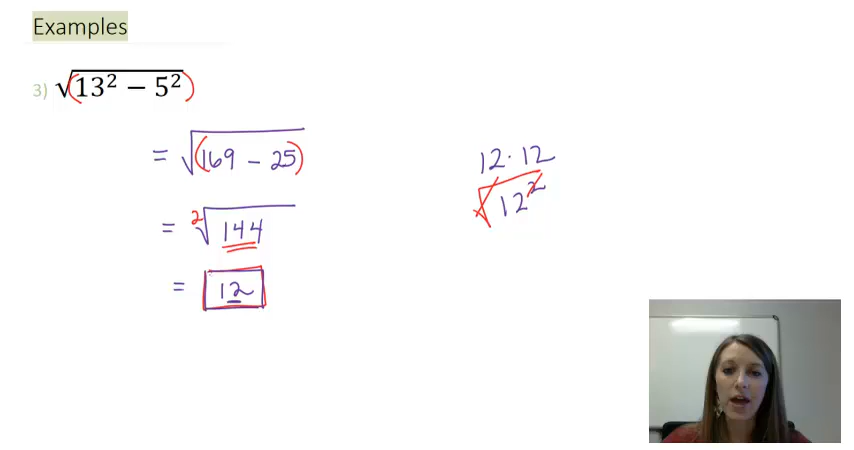 Examples
3) √(13² − 5²)
= √(169 − 25)
= ²√144
= 12
12 · 12
√12²